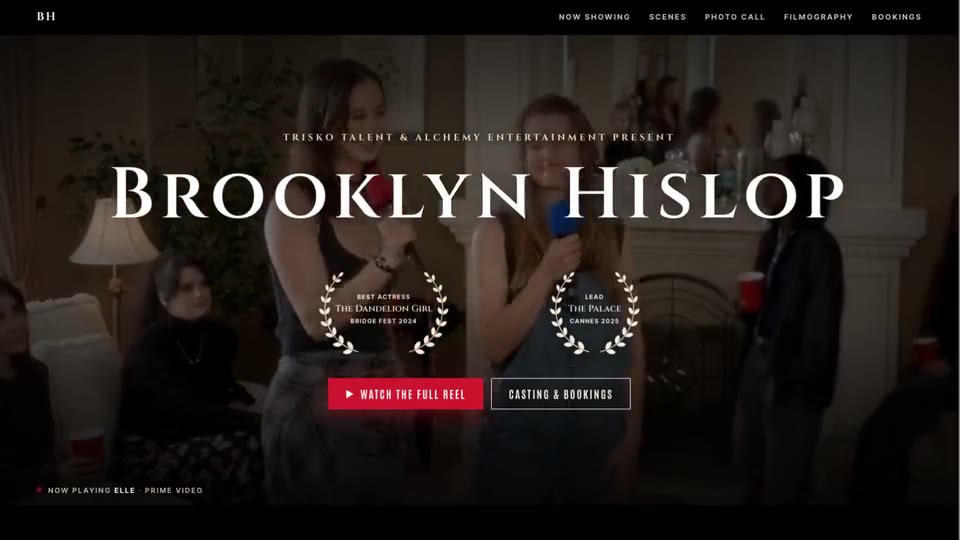 BH
NOW SHOWING SCENES PHOTO CALL FILMOGRAPHY BOOKINGS
TRISKO TALENT & ALCHEMY ENTERTAINMENT PRESENT
BROOKLYN HISLOP
BEST ACTRESS
THE DANDELION GIRL
BRIDGE FEST 2024
LEAD
THE PALACE
CANNES 2025
WATCH THE FULL REEL
CASTING & BOOKINGS
NOW PLAYING ELLE · PRIME VIDEO